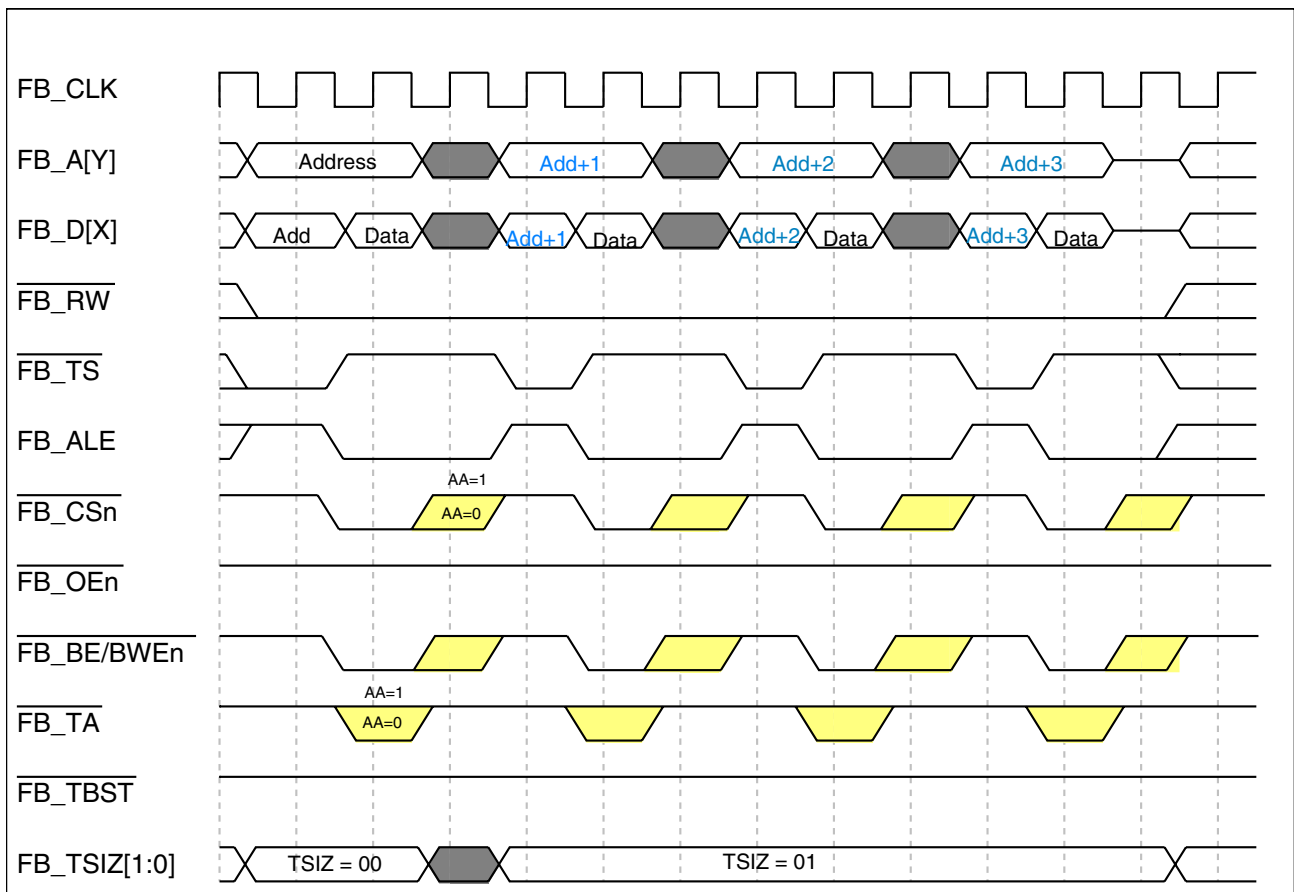 FB_CLK
FB_A[Y] Address Add+1 Add+2 Add+3
FB_D[X] Add Data Add+1 Data Add+2 Data Add+3 Data
FB_RW
FB_TS
FB_ALE
AA=1
FB_CSn AA=0
FB_OEn
FB_BE/BWEn
AA=1
FB_TA AA=0
FB_TBST
FB_TSIZ[1:0] TSIZ = 00 TSIZ = 01